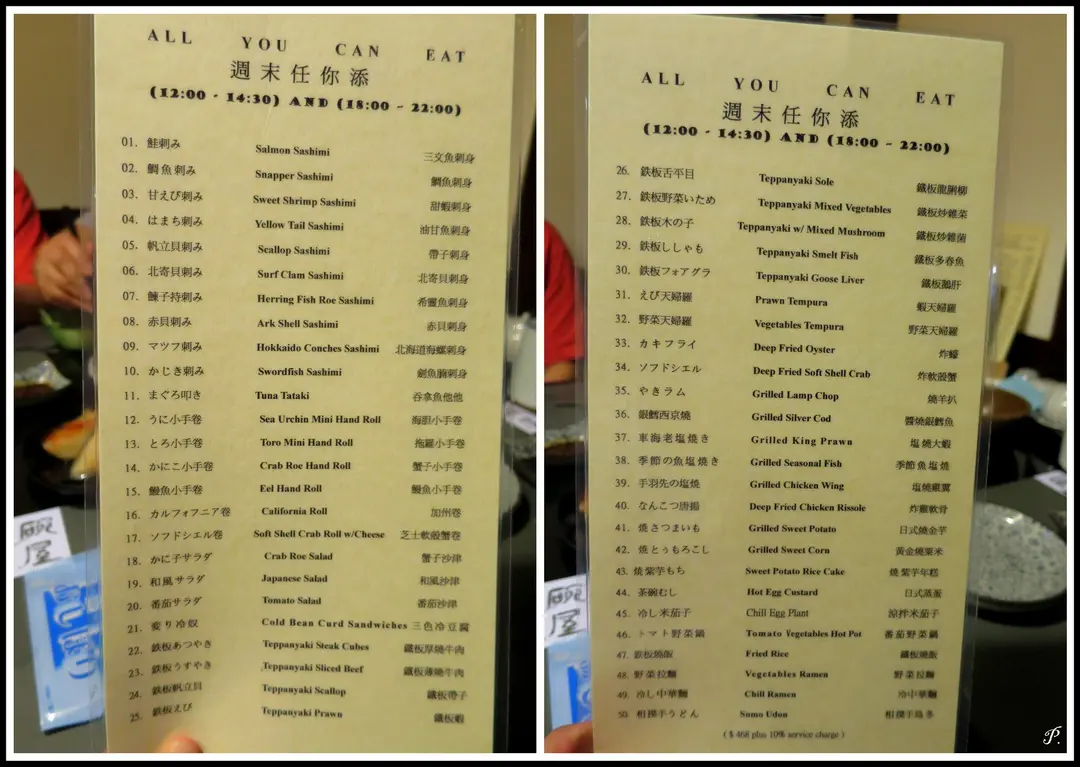 ALL YOU CAN EAT
週末任你添
(12:00 - 14:30) AND (18:00 - 22:00)
01. 鮭刺み Salmon Sashimi 三文魚刺身
02. 鯛魚刺み Snapper Sashimi 鯛魚刺身
03. 甘えび刺み Sweet Shrimp Sashimi 甜蝦刺身
04. はまち刺み Yellow Tail Sashimi 油甘魚刺身
05. 帆立貝刺み Scallop Sashimi 帶子刺身
06. 北寄貝刺み Surf Clam Sashimi 北寄貝刺身
07. 鰊子持刺み Herring Fish Roe Sashimi 希靈魚刺身
08. 赤貝刺み Ark Shell Sashimi 赤貝刺身
09. マツフ刺み Hokkaido Conches Sashimi 北海道海螺刺身
10. かじき刺み Swordfish Sashimi 劍魚腩刺身
11. まぐろ叩き Tuna Tataki 吞拿魚他他
12. うに小手卷 Sea Urchin Mini Hand Roll 海胆小手卷
13. とろ小手卷 Toro Mini Hand Roll 拖羅小手卷
14. かにこ小手卷 Crab Roe Hand Roll 蟹子小手卷
15. 鰻魚小手卷 Eel Hand Roll 鰻魚小手卷
16. カルフォフニア卷 California Roll 加州卷
17. ソフドシエル卷 Soft Shell Crab Roll w/Cheese 芝士軟殼蟹卷
18. かに子サラダ Crab Roe Salad 蟹子沙律
19. 和風サラダ Japanese Salad 和風沙律
20. 番茄サラダ Tomato Salad 番茄沙律
21. 変り冷奴 Cold Bean Curd Sandwiches 三色冷豆腐
22. 鉄板あつやき Teppanyaki Steak Cubes 鐵板厚燒牛肉
23. 鉄板うすやき Teppanyaki Sliced Beef 鐵板薄燒牛肉
24. 鉄板帆立貝 Teppanyaki Scallop 鐵板帶子
25. 鉄板えび Teppanyaki Prawn 鐵板蝦
ALL YOU CAN EAT
週末任你添
(12:00 - 14:30) AND (18:00 - 22:00)
26. 鉄板舌平目 Teppanyaki Sole 鐵板龍脷柳
27. 鉄板野菜いため Teppanyaki Mixed Vegetables 鐵板炒雜菜
28. 鉄板木の子 Teppanyaki w/ Mixed Mushroom 鐵板炒雜菌
29. 鉄板ししゃも Teppanyaki Smelt Fish 鐵板多春魚
30. 鉄板フォアグラ Teppanyaki Goose Liver 鐵板鵝肝
31. えび天婦羅 Prawn Tempura 蝦天婦羅
32. 野菜天婦羅 Vegetables Tempura 野菜天婦羅
33. カキフライ Deep Fried Oyster 炸蠔
34. ソフドシエル Deep Fried Soft Shell Crab 炸軟殼蟹
35. やきラム Grilled Lamp Chop 燒羊扒
36. 銀鱈西京燒 Grilled Silver Cod 醬燒銀鱈魚
37. 車海老塩焼き Grilled King Prawn 塩燒大蝦
38. 季節の魚塩焼き Grilled Seasonal Fish 季節魚塩燒
39. 手羽先の塩燒 Grilled Chicken Wing 塩燒雞翼
40. なんこつ唐揚 Deep Fried Chicken Rissole 炸雞軟骨
41. 焼さつまいも Grilled Sweet Potato 日式燒金芋
42. 焼とぅもろこし Grilled Sweet Corn 黃金燒粟米
43. 焼紫芋もち Sweet Potato Rice Cake 燒紫芋年糕
44. 茶碗むし Hot Egg Custard 日式蒸蛋
45. 冷し米茄子 Chill Egg Plant 涼拌米茄子
46. トマト野菜鍋 Tomato Vegetables Hot Pot 番茄野菜鍋
47. 鉄板燒飯 Fried Rice 鐵板燒飯
48. 野菜拉麵 Vegetables Ramen 野菜拉麵
49. 冷し中華麵 Chill Ramen 冷中華麵
50. 相撲手うどん Sumo Udon 相撲手烏冬
( $ 468 plus 10% service charge )
屋
屋
P.